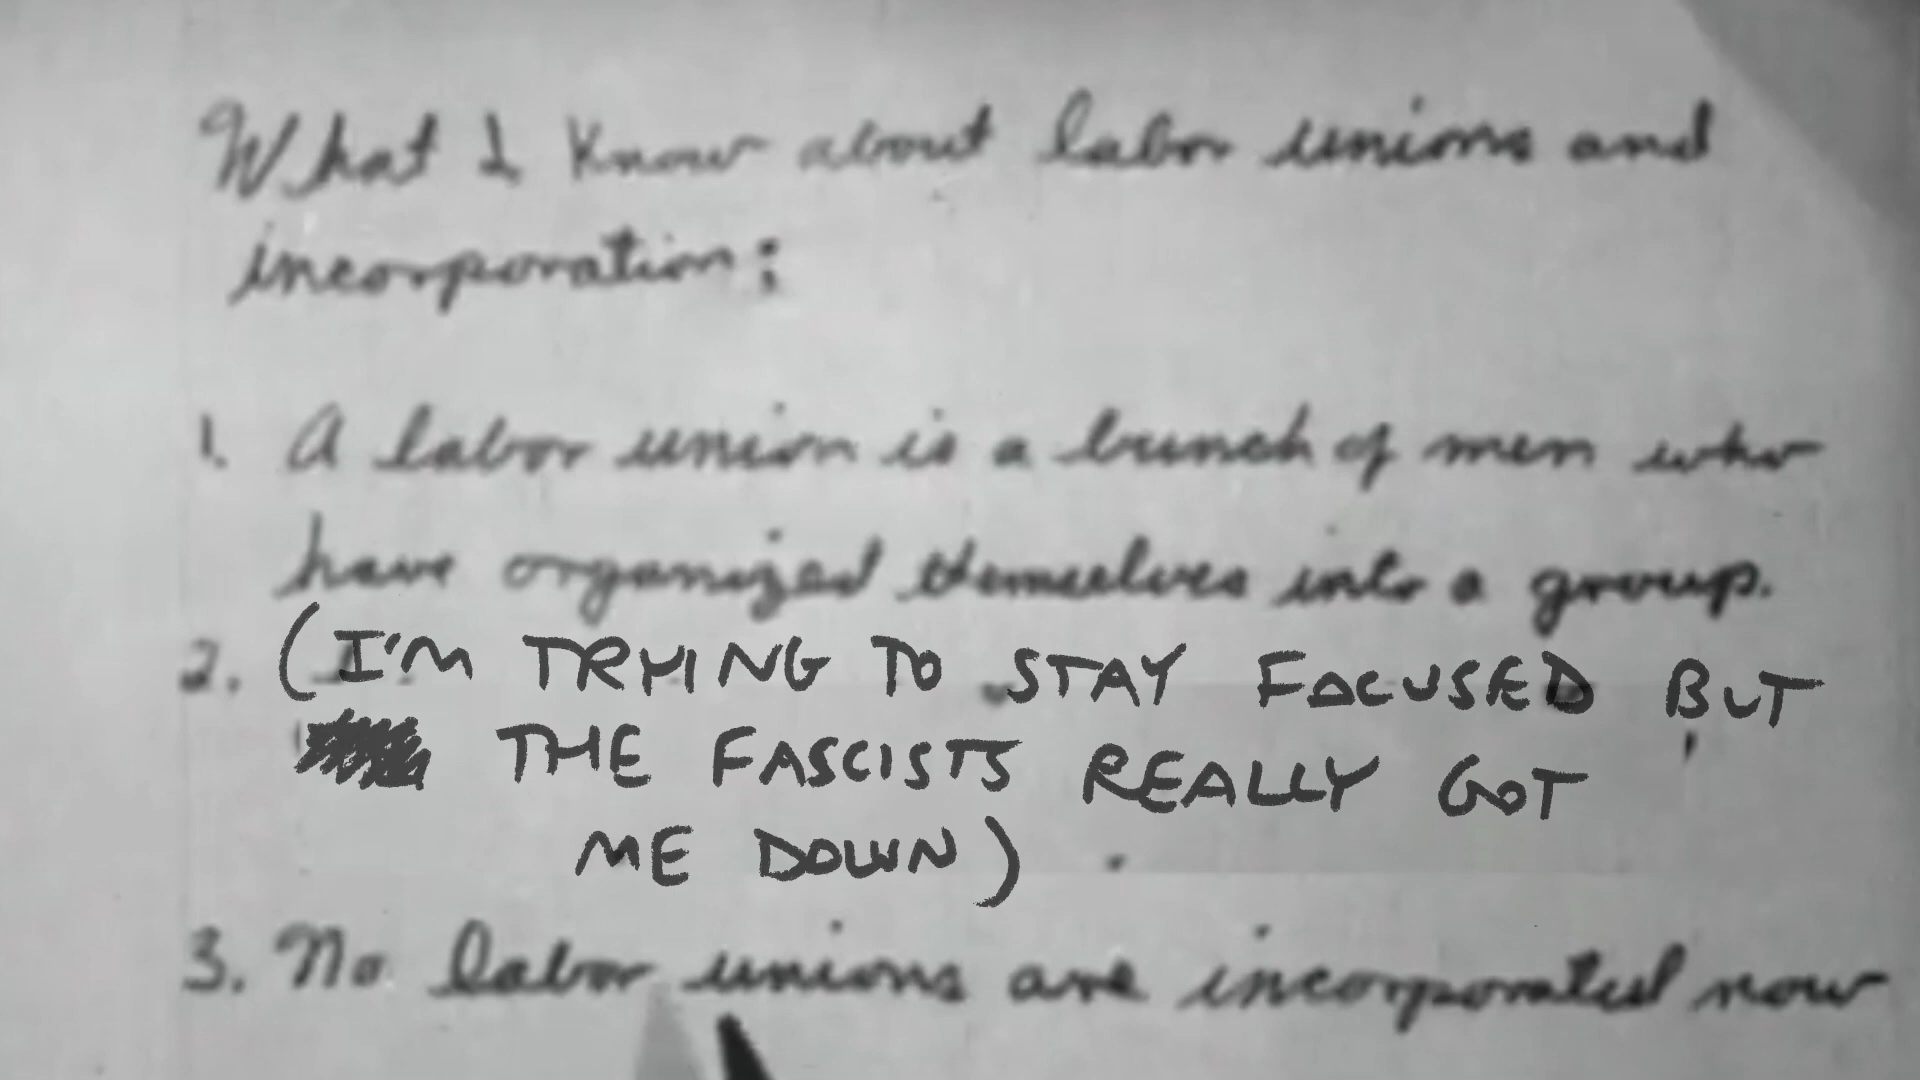 What I Know about labor unions and
incorporation:
1. A labor union is a bunch of men who
have organized themselves into a group.
2. (I'M TRYING TO STAY FOCUSED BUT
THE FASCISTS REALLY GOT
ME DOWN)
3. No labor unions are incorporated now